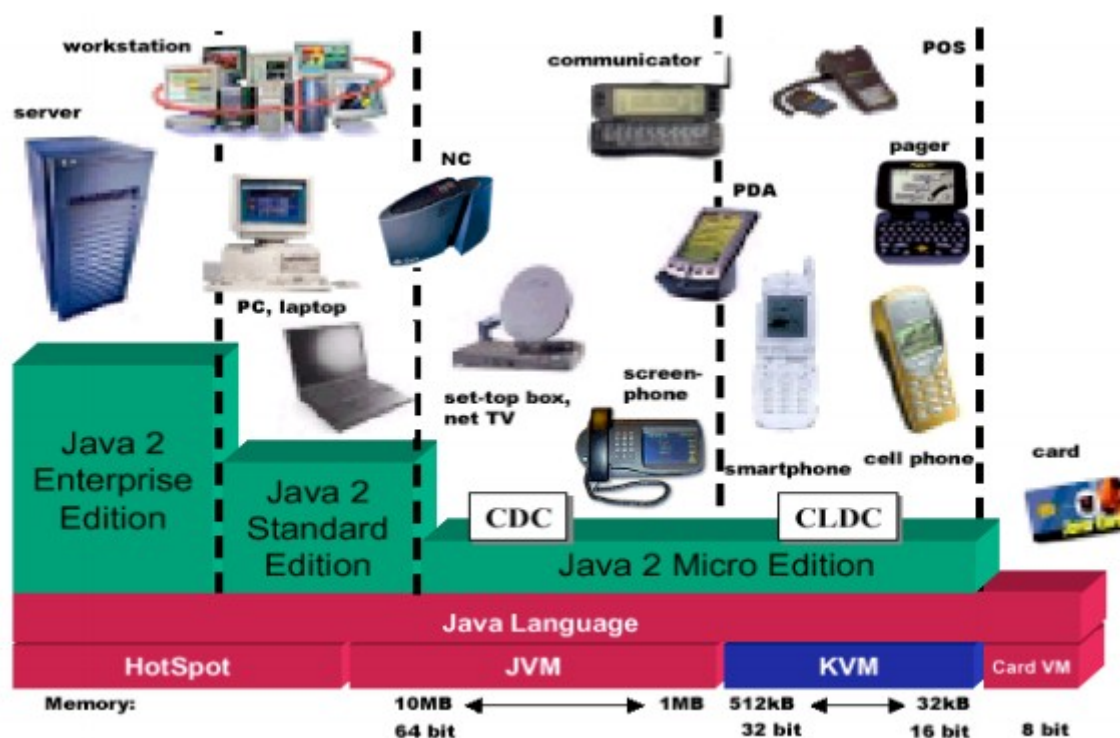 workstation
communicator
POS
server
NC
pager
PDA
PC, laptop
set-top box,
net TV
screen-
phone
smartphone
cell phone
card
Java 2
Enterprise
Edition
Java 2
Standard
Edition
CDC
CLDC
Java 2 Micro Edition
Java Language
HotSpot
JVM
KVM
Card VM
Memory:
10MB
1MB
512kB
32kB
64 bit
32 bit
16 bit
8 bit